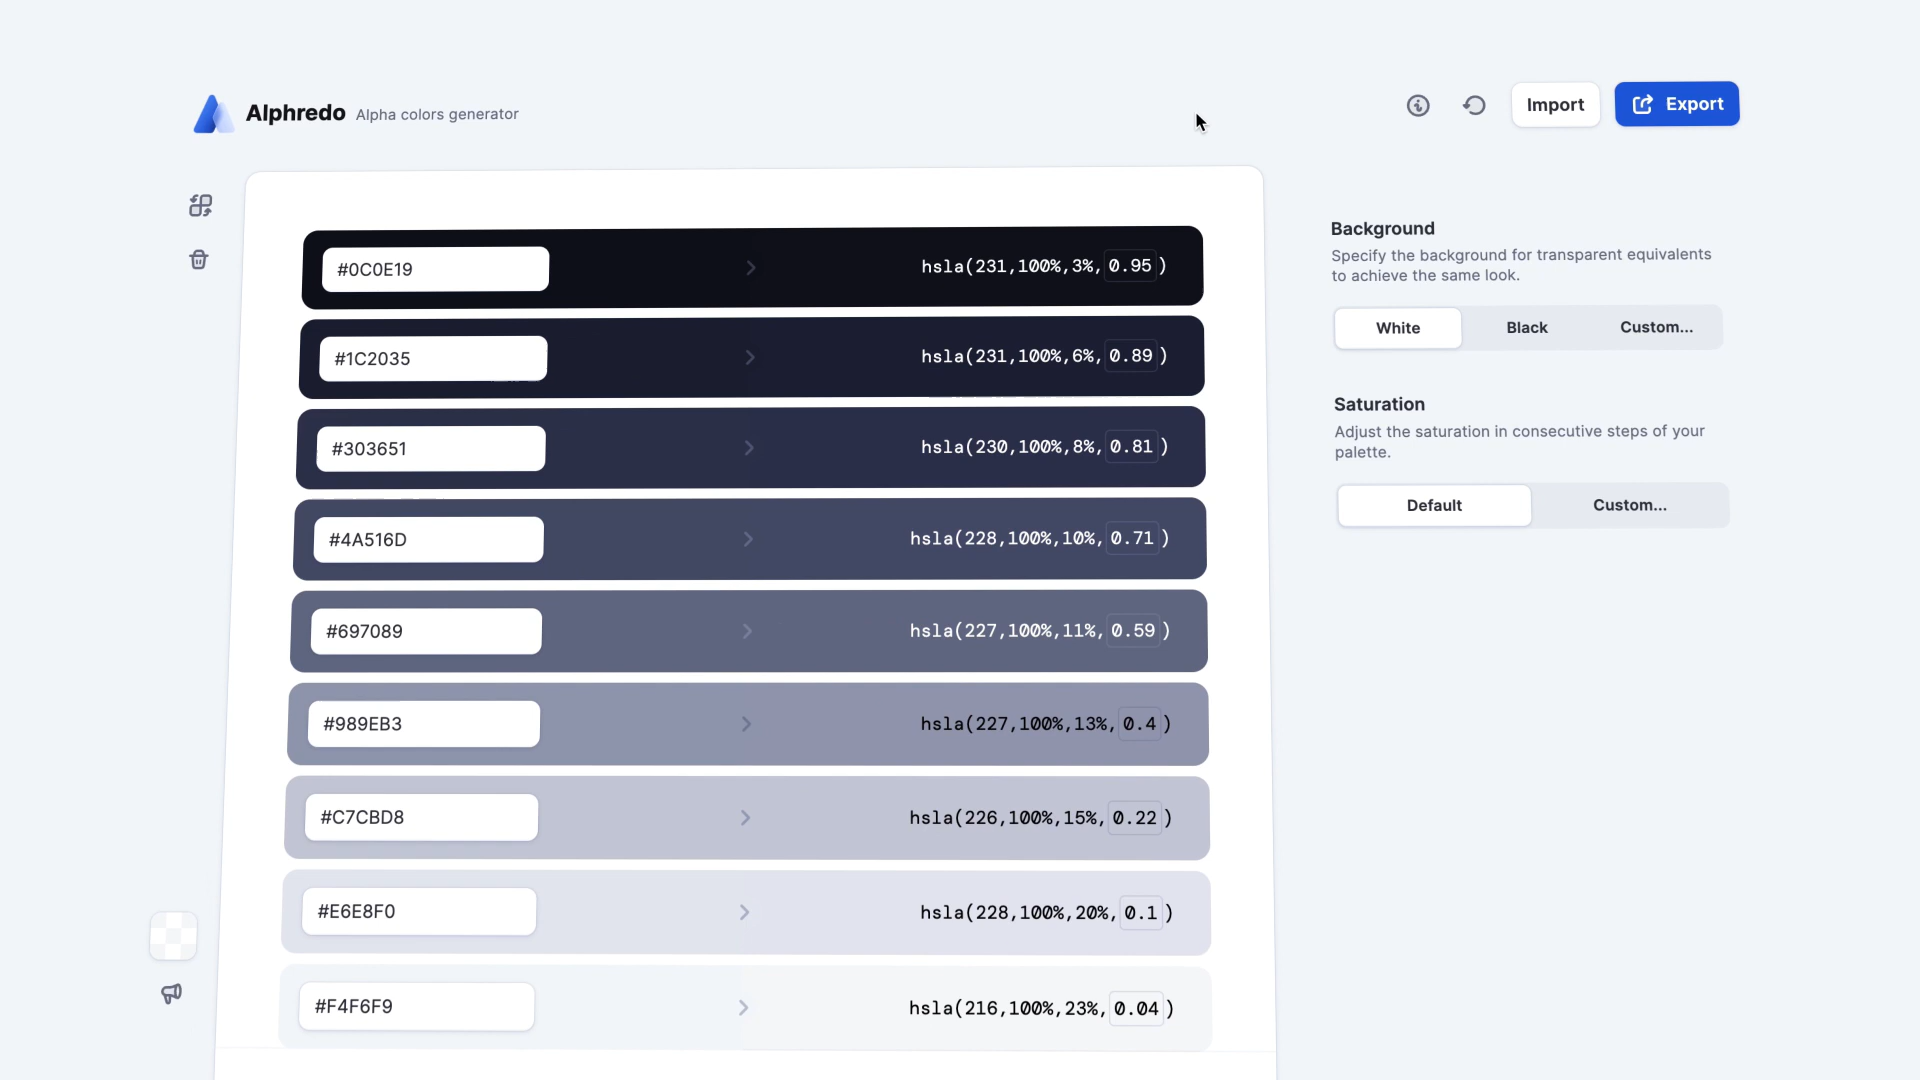 Alphredo Alpha colors generator
Import
Export
#0C0E19 hsla(231,100%,3%, 0.95 )
#1C2035 hsla(231,100%,6%, 0.89 )
#303651 hsla(230,100%,8%, 0.81 )
#4A516D hsla(228,100%,10%, 0.71 )
#697089 hsla(227,100%,11%, 0.59 )
#989EB3 hsla(227,100%,13%, 0.4 )
#C7CBD8 hsla(226,100%,15%, 0.22 )
#E6E8F0 hsla(228,100%,20%, 0.1 )
#F4F6F9 hsla(216,100%,23%, 0.04 )
Background
Specify the background for transparent equivalents
to achieve the same look.
White Black Custom...
Saturation
Adjust the saturation in consecutive steps of your
palette.
Default Custom...